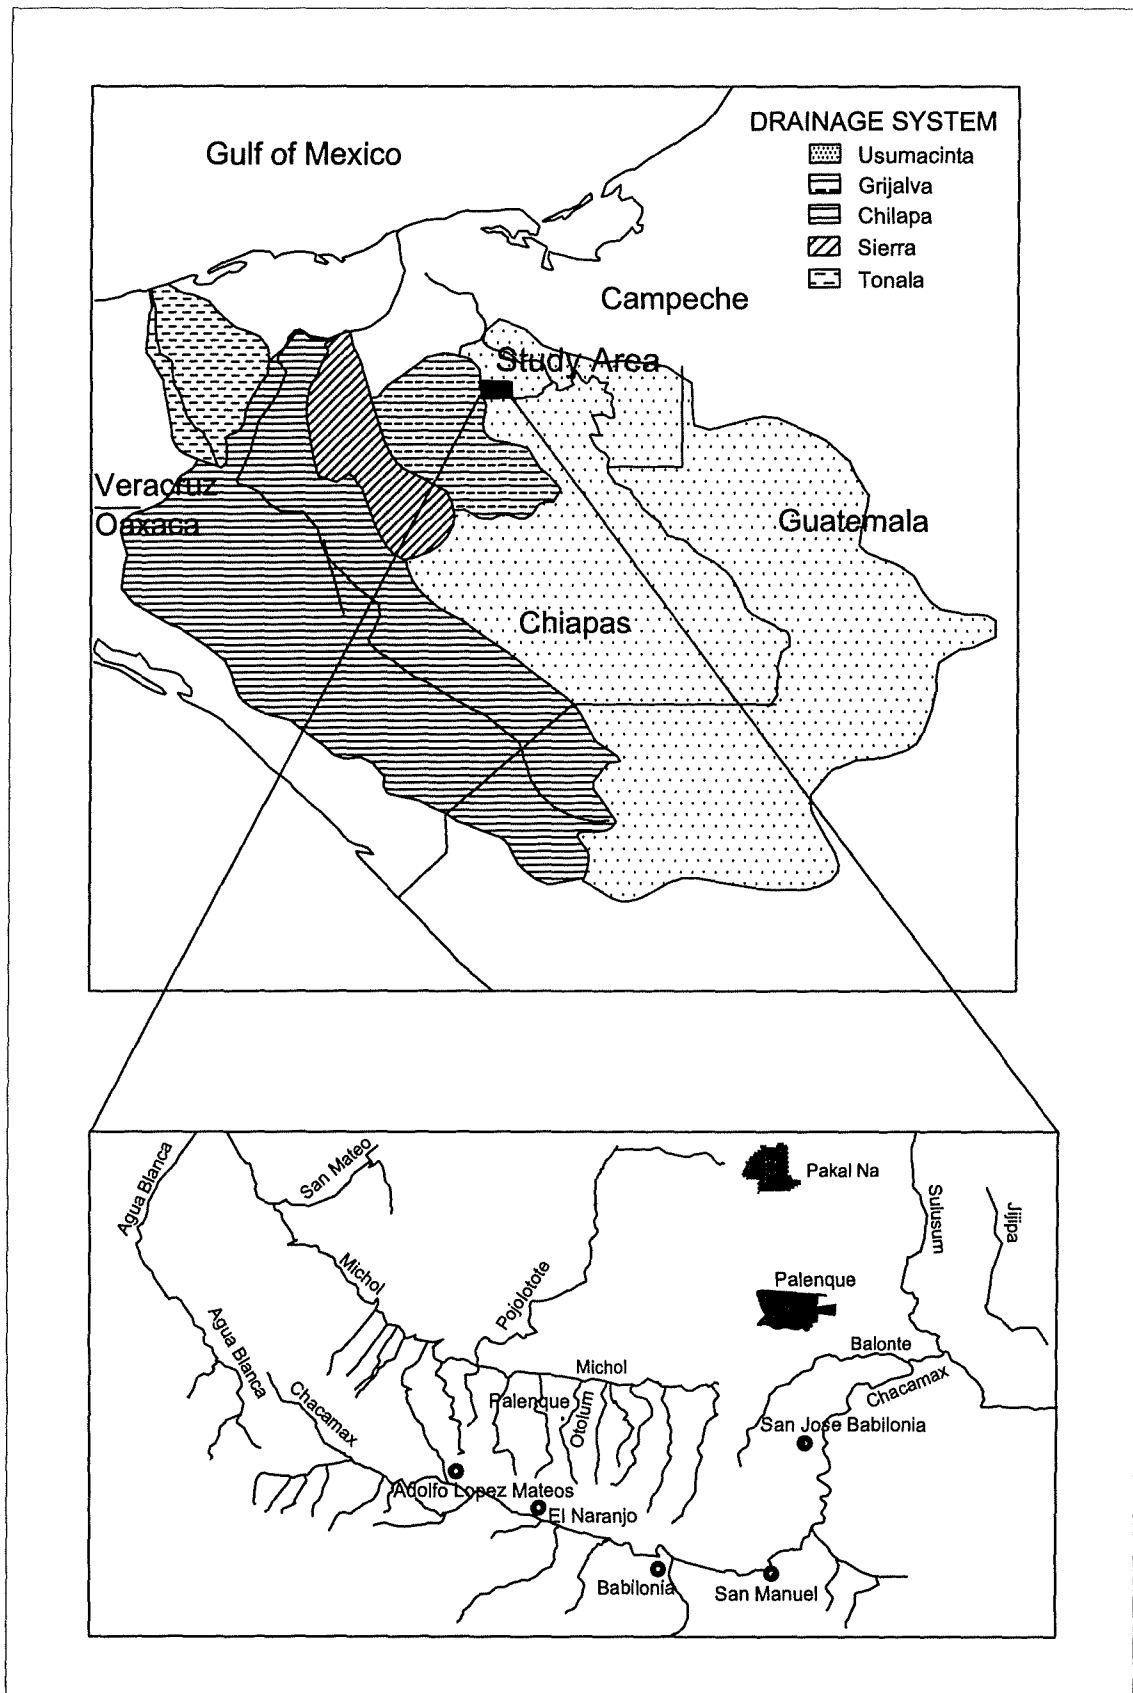 DRAINAGE SYSTEM
Gulf of Mexico
Usumacinta
Grijalva
Chilapa
Sierra
Tonala
Campeche
Study Area
Veracruz
Oaxaca
Guatemala
Chiapas
Agua Blanca
San Mateo
Pakal Na
Sulusum
Jijipa
Michol
Pojolotote
Palenque
Agua Blanca
Balonte
Michol
Chacamax
Chacamax
Palenque
Otolum
San Jose Babilonia
Adolfo Lopez Mateos
El Naranjo
Babilonia
San Manuel